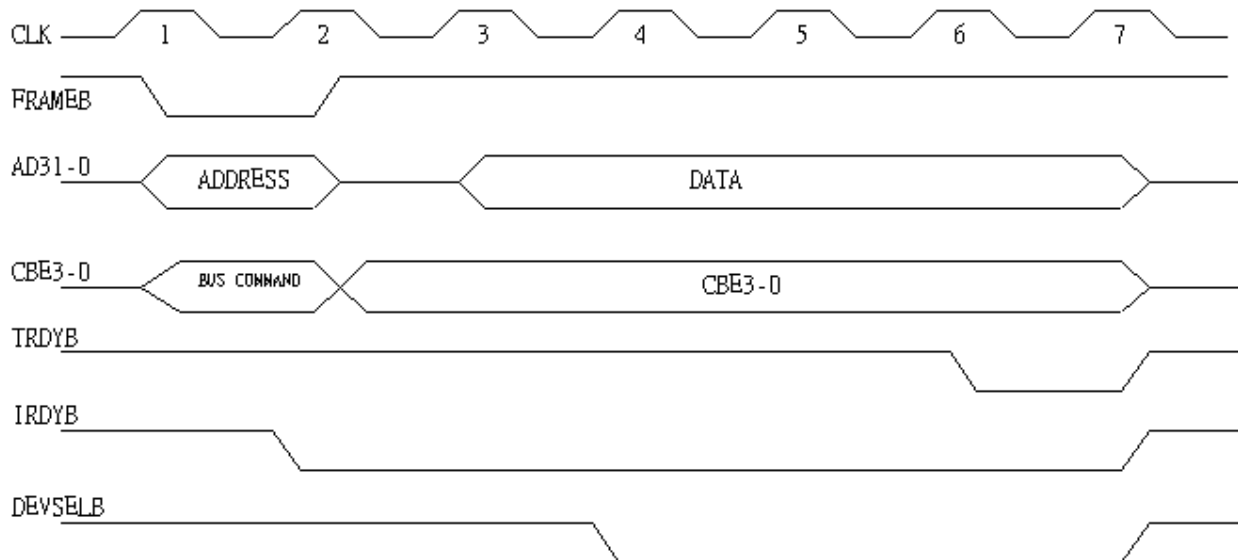 CLK 1 2 3 4 5 6 7
FRAMEB
AD31-0 ADDRESS DATA
CBE3-0 BUS COMMAND CBE3-0
TRDYB
IRDYB
DEVSELB